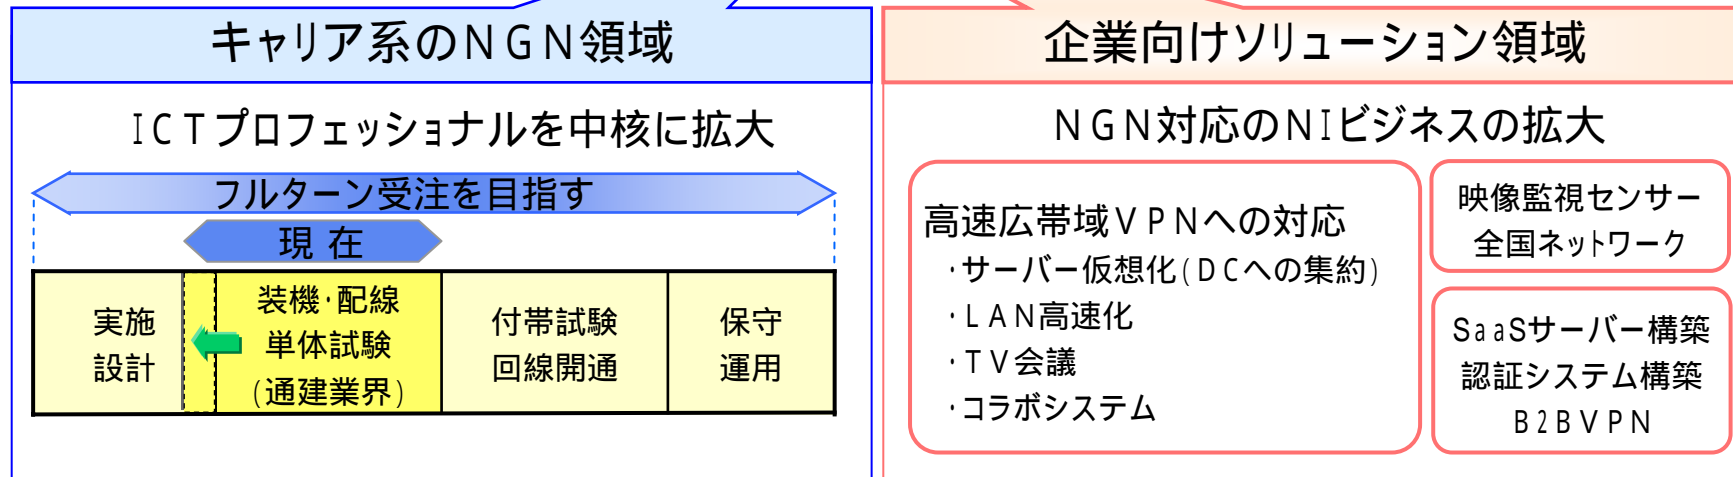 キャリア系のNGN領域
ICTプロフェッショナルを中核に拡大
フルターン受注を目指す
現在
実施
設計
装機・配線
単体試験
(通建業界)
付帯試験
回線開通
保守
運用
企業向けソリューション領域
NGN対応のNIビジネスの拡大
高速広帯域VPNへの対応
・サーバー仮想化(DCへの集約)
・LAN高速化
・TV会議
・コラボシステム
映像監視センサー
全国ネットワーク
SaaSサーバー構築
認証システム構築
B2BVPN